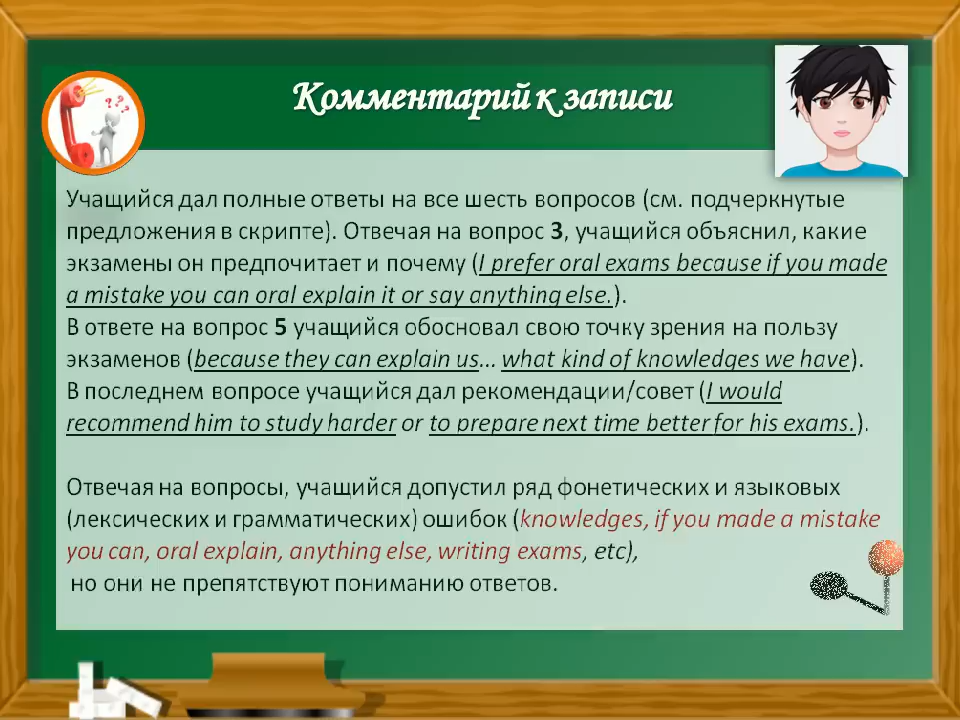 Комментарий к записи
Учащийся дал полные ответы на все шесть вопросов (см. подчеркнутые
предложения в скрипте). Отвечая на вопрос 3, учащийся объяснил, какие
экзамены он предпочитает и почему (I prefer oral exams because if you made
a mistake you can oral explain it or say anything else.).
В ответе на вопрос 5 учащийся обосновал свою точку зрения на пользу
экзаменов (because they can explain us... what kind of knowledges we have).
В последнем вопросе учащийся дал рекомендации/совет (I would
recommend him to study harder or to prepare next time better for his exams.).
Отвечая на вопросы, учащийся допустил ряд фонетических и языковых
(лексических и грамматических) ошибок (knowledges, if you made a mistake
you can, oral explain, anything else, writing exams, etc),
но они не препятствуют пониманию ответов.